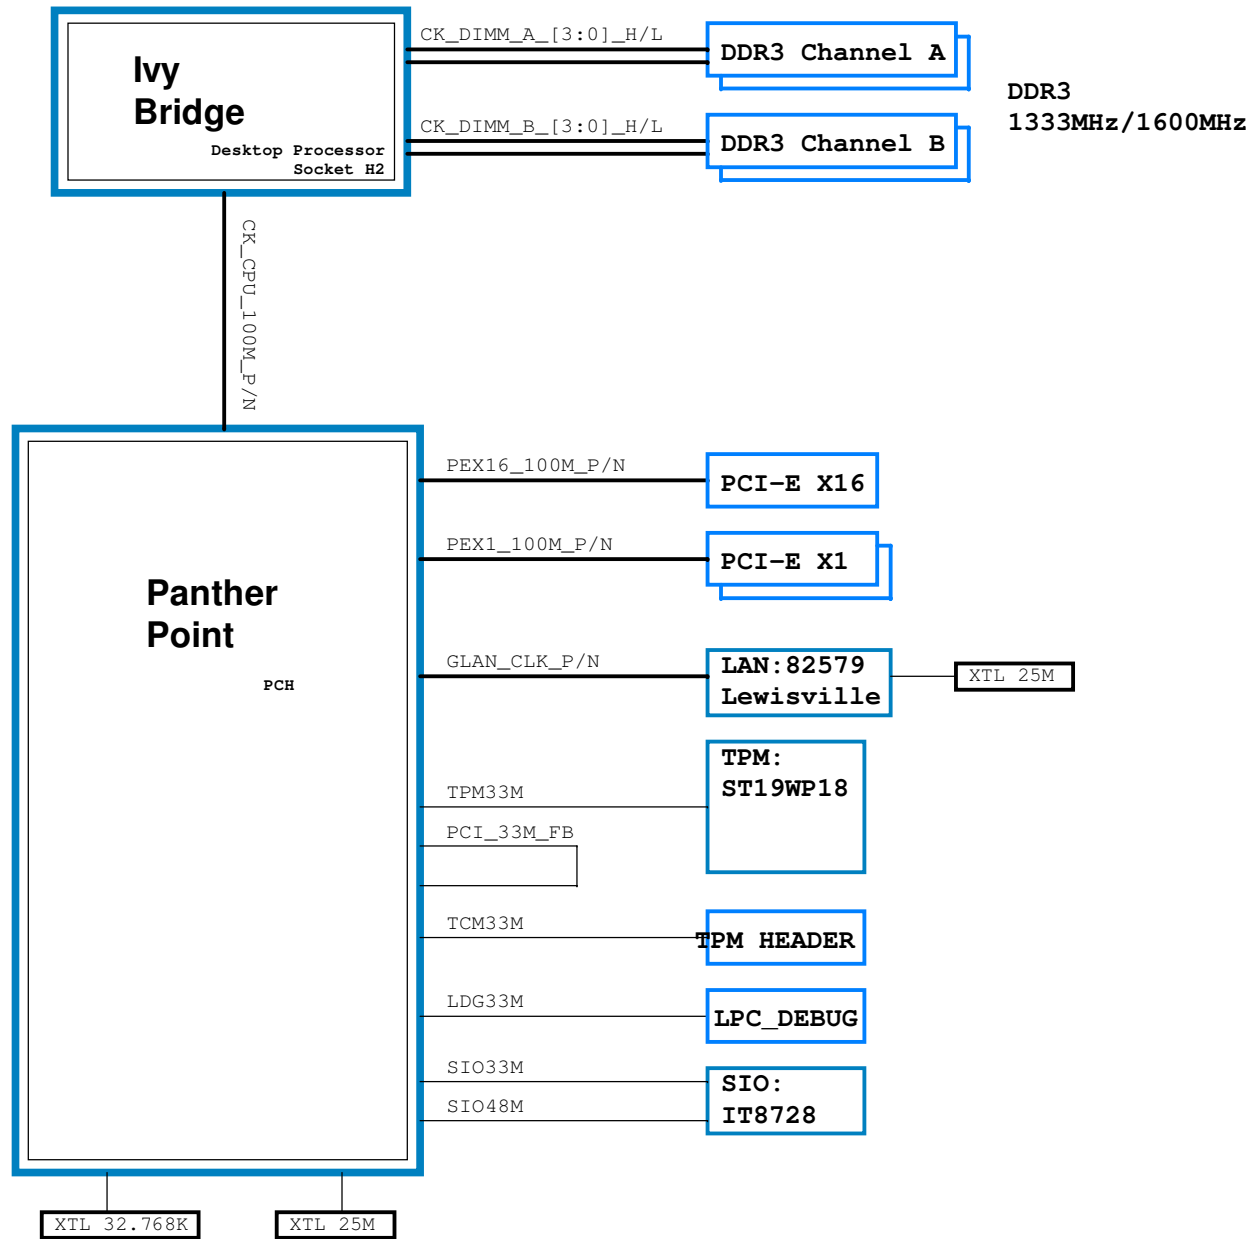 CK_DIMM_A_[3:0]_H/L
DDR3 Channel A
Ivy
Bridge
DDR3
1333MHz/1600MHz
CK_DIMM_B_[3:0]_H/L
DDR3 Channel B
Desktop Processor
Socket H2
CK_CPU_100M_P/N
PEX16_100M_P/N
PCI-E X16
PEX1_100M_P/N
PCI-E X1
Panther
Point
PCH
GLAN_CLK_P/N
LAN:82579
Lewisville
XTL 25M
TPM:
ST19WP18
TPM33M
PCI_33M_FB
TCM33M
TPM HEADER
LDG33M
LPC_DEBUG
SIO33M
SIO:
IT8728
SIO48M
XTL 32.768K
XTL 25M